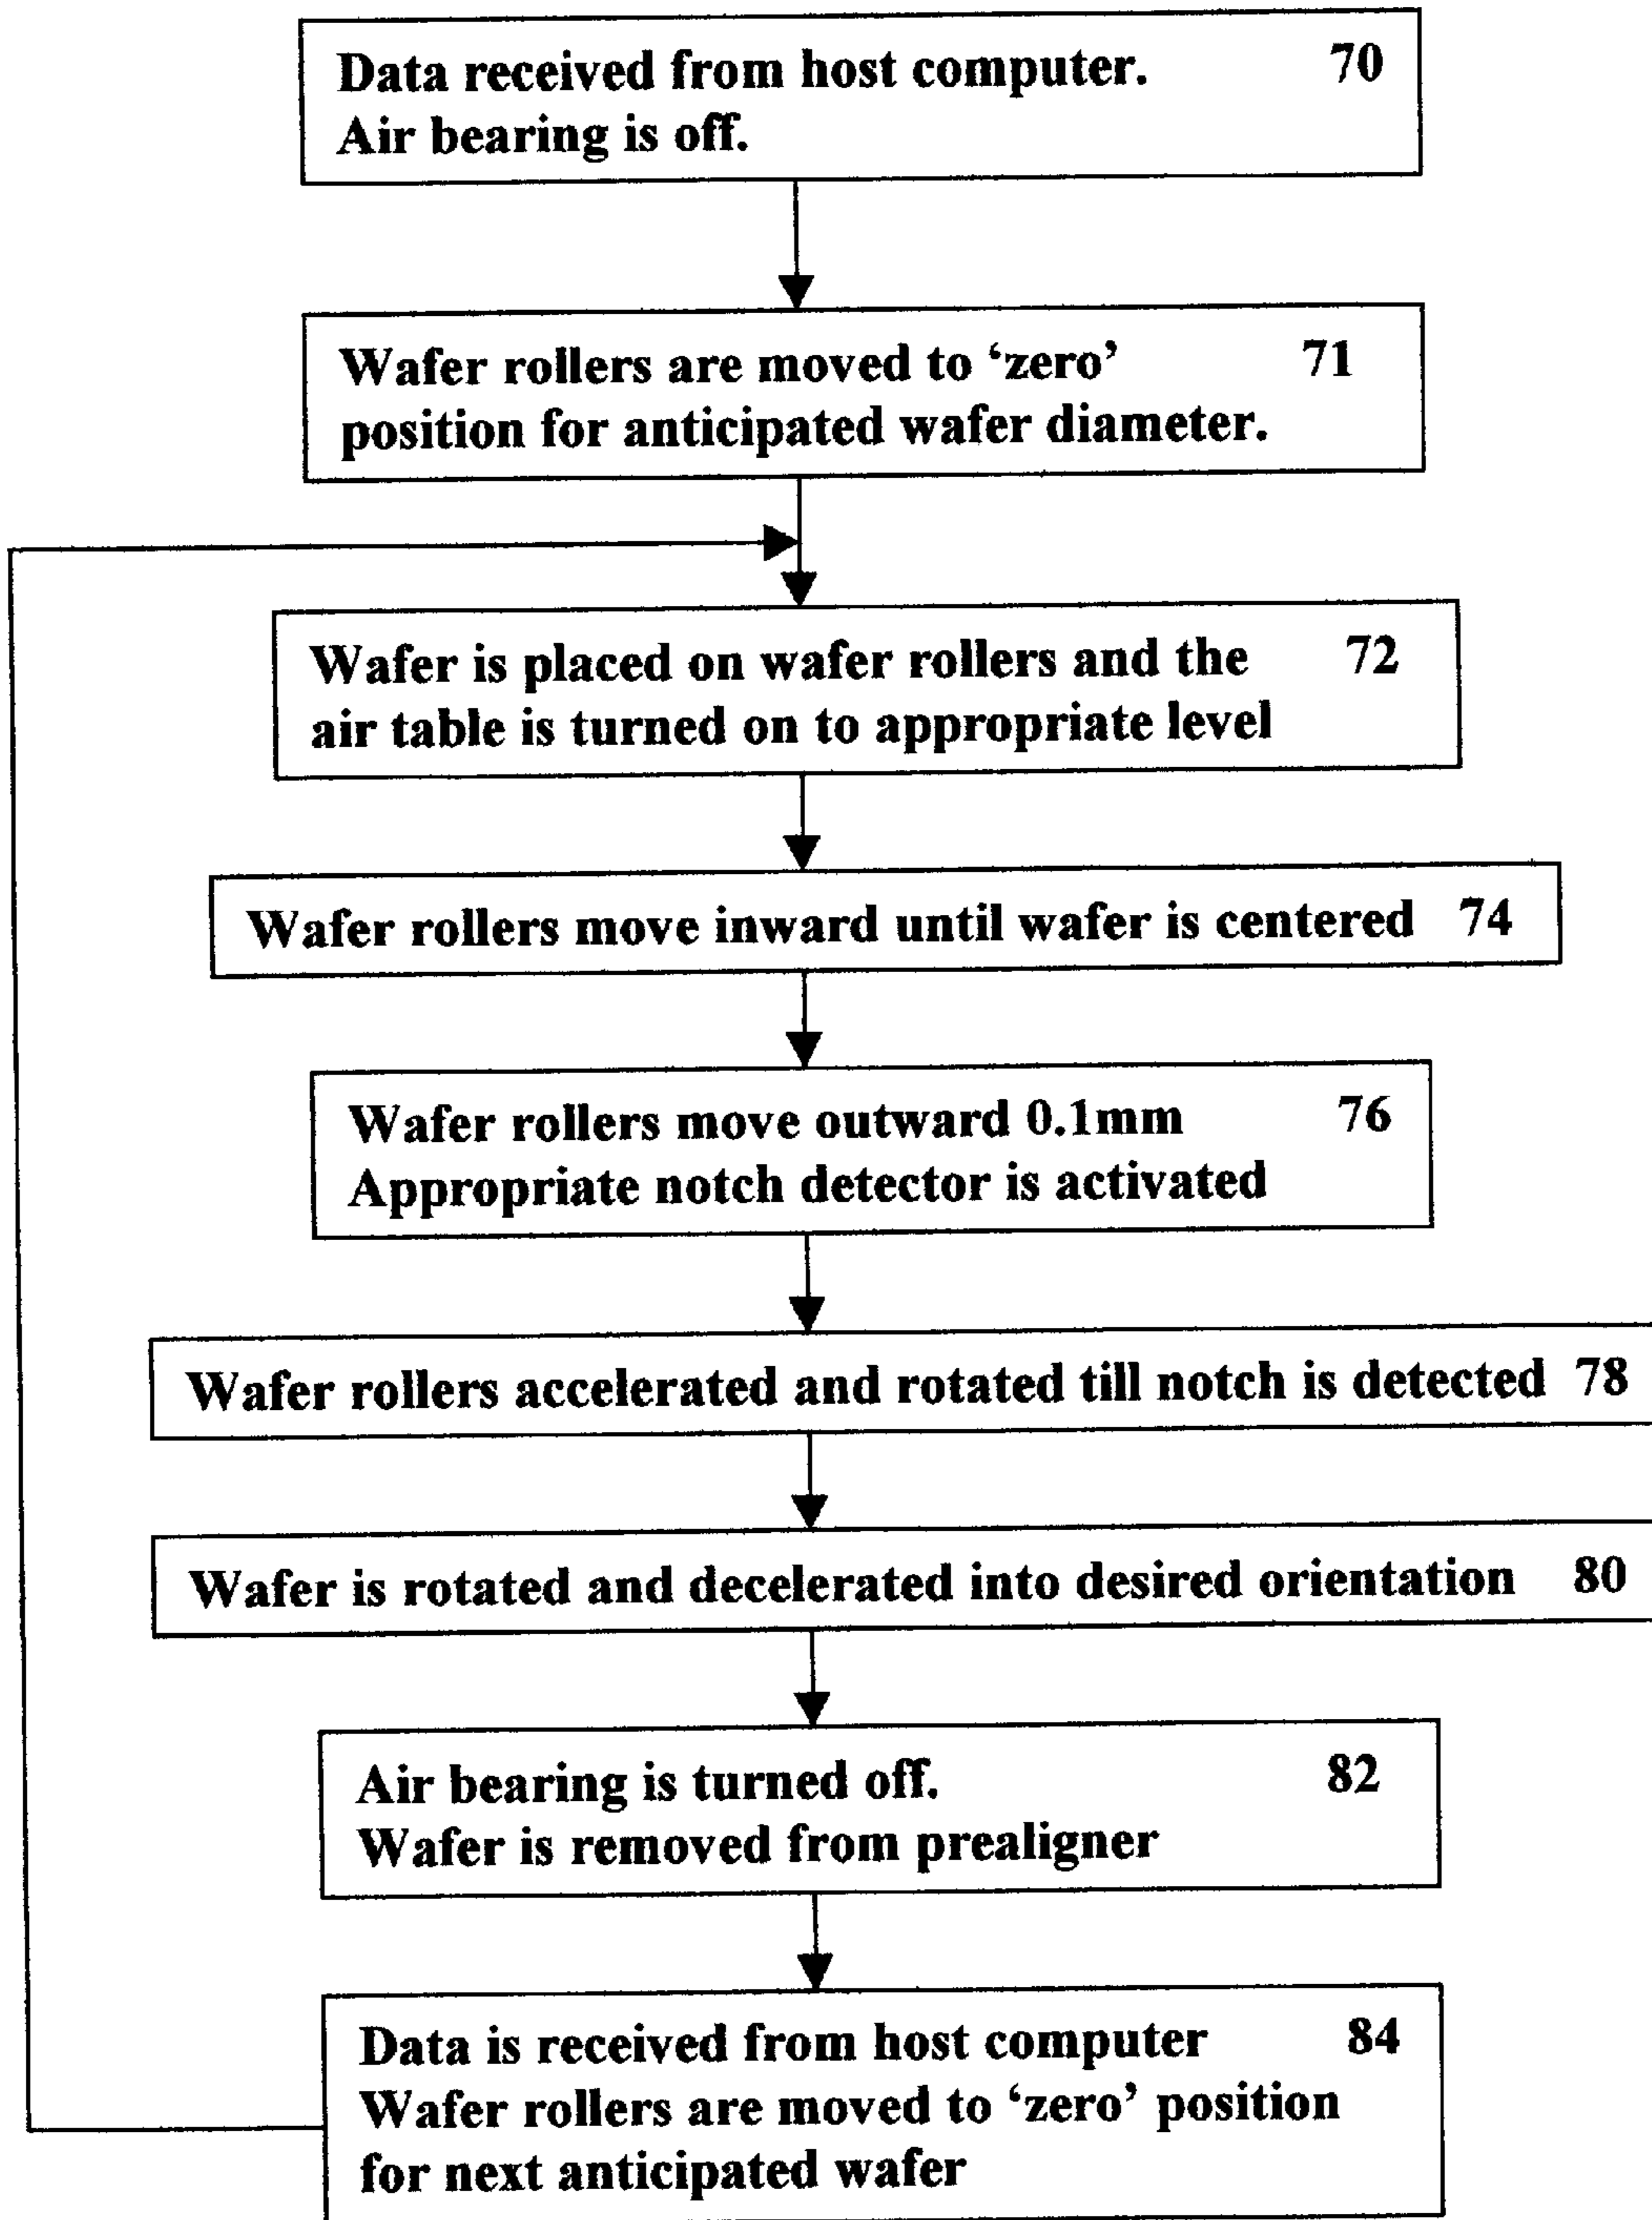 Data received from host computer. 70
Air bearing is off.
Wafer rollers are moved to ‘zero’ 71
position for anticipated wafer diameter.
Wafer is placed on wafer rollers and the 72
air table is turned on to appropriate level
Wafer rollers move inward until wafer is centered 74
Wafer rollers move outward 0.1mm 76
Appropriate notch detector is activated
Wafer rollers accelerated and rotated till notch is detected 78
Wafer is rotated and decelerated into desired orientation 80
Air bearing is turned off. 82
Wafer is removed from prealigner
Data is received from host computer 84
Wafer rollers are moved to ‘zero’ position
for next anticipated wafer